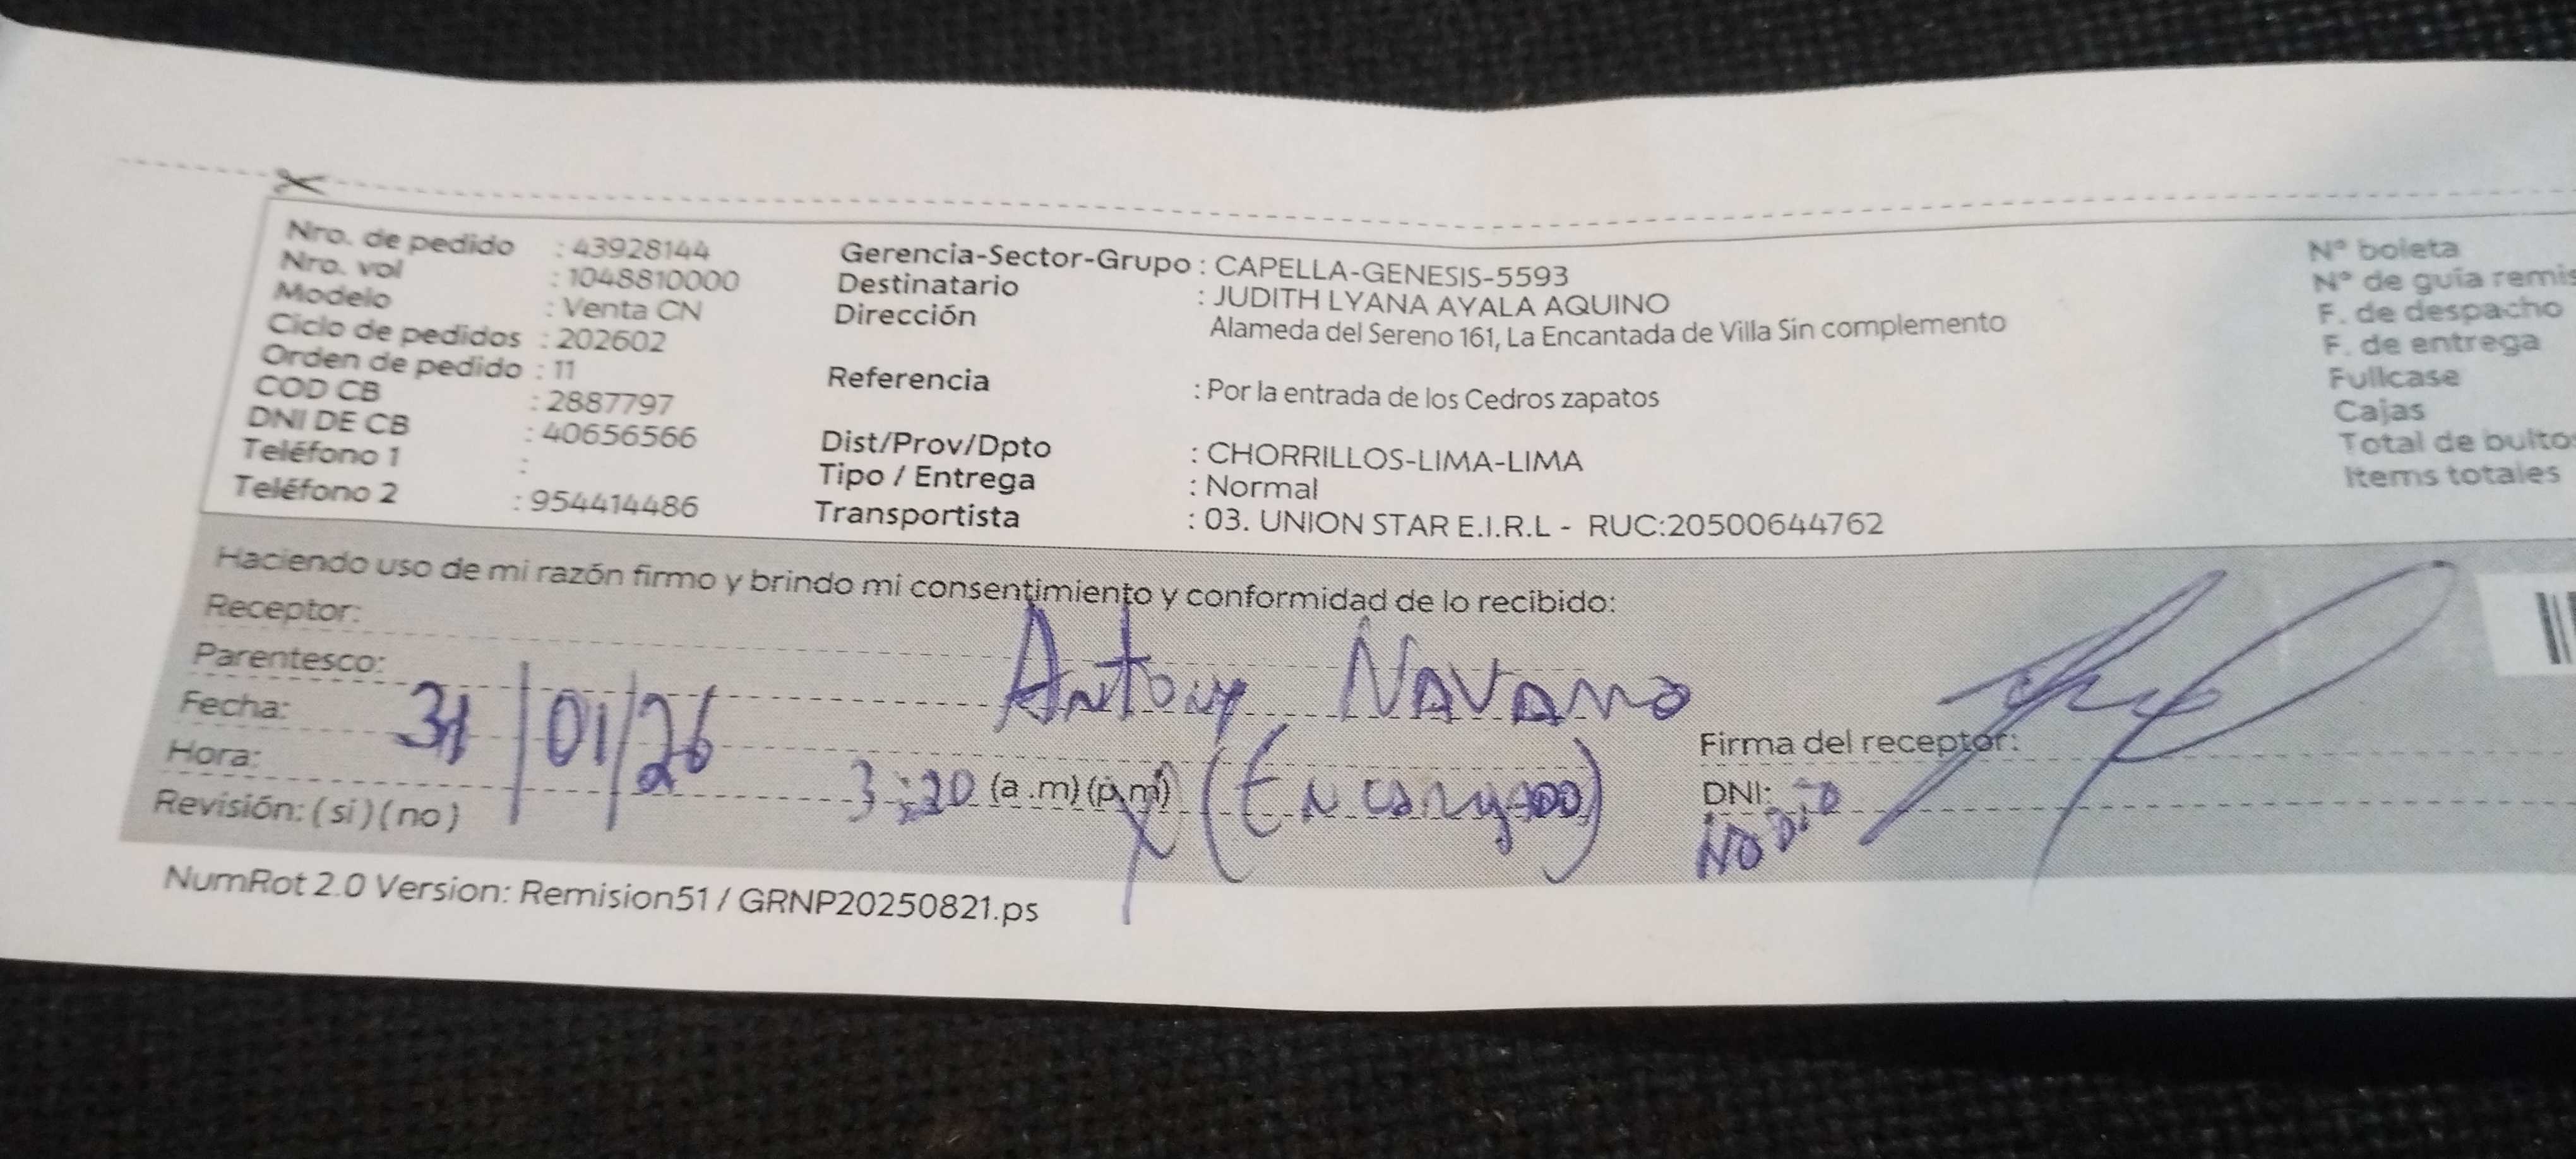 Nro. de pedido : 43928144
Nro. vol : 1048810000
Modelo : Venta CN
Ciclo de pedidos : 202602
Orden de pedido : 11
COD CB : 2887797
DNI DE CB : 40656566
Teléfono 1 :
Teléfono 2 : 954414486
Gerencia-Sector-Grupo : CAPELLA-GENESIS-5593
Destinatario : JUDITH LYANA AYALA AQUINO
Dirección Alameda del Sereno 161, La Encantada de Villa Sin complemento
Referencia : Por la entrada de los Cedros zapatos
Dist/Prov/Dpto : CHORRILLOS-LIMA-LIMA
Tipo / Entrega : Normal
Transportista : 03. UNION STAR E.I.R.L - RUC:20500644762
N° boleta
N° de guía remis
F. de despacho
F. de entrega
Fullcase
Cajas
Total de bultos
Items totales
Haciendo uso de mi razón firmo y brindo mi consentimiento y conformidad de lo recibido:
Receptor:
Parentesco: Antony Navarro
Fecha: 31/01/26
Hora: 3:20 (a .m) (p.m) (Encargado)
Revisión: (si) (no)
Firma del receptor:
DNI: No Dio
NumRot 2.0 Version: Remision51 / GRNP20250821.ps